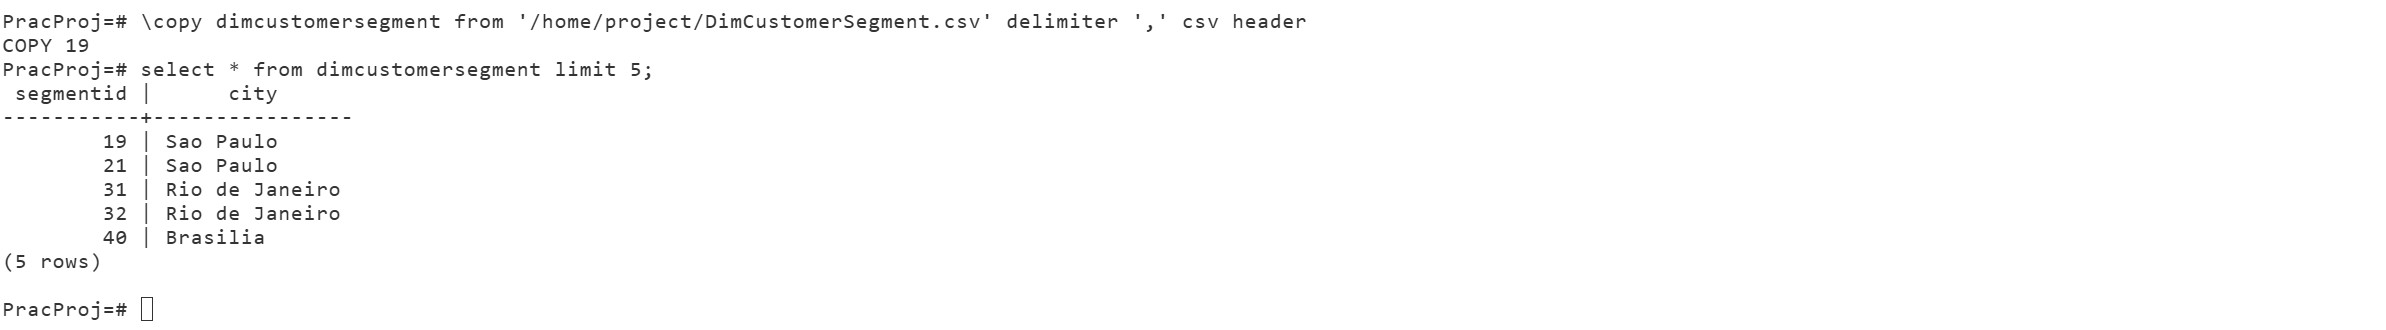 PracProj=# \copy dimcustomersegment from '/home/project/DimCustomerSegment.csv' delimiter ',' csv header
COPY 19
PracProj=# select * from dimcustomersegment limit 5;
 segmentid |      city
-----------+----------------
        19 | Sao Paulo
        21 | Sao Paulo
        31 | Rio de Janeiro
        32 | Rio de Janeiro
        40 | Brasilia
(5 rows)
PracProj=#